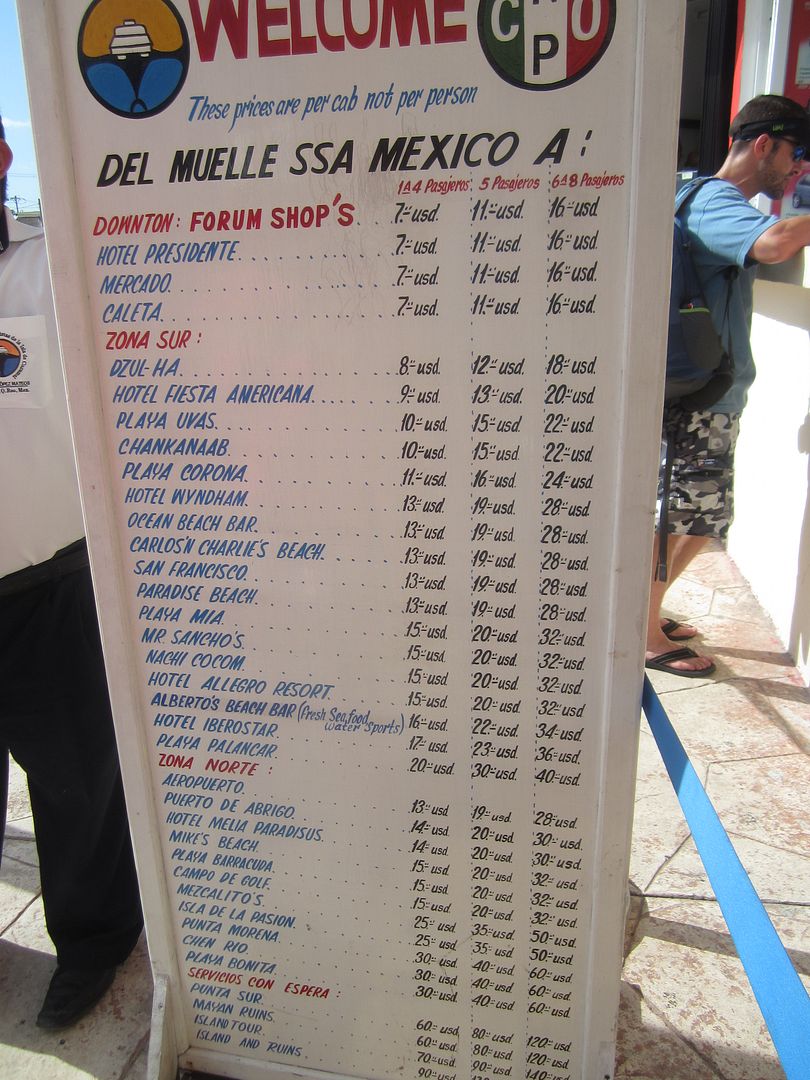 WELCOME
C P O
These prices are per cab not per person
DEL MUELLE SSA MEXICO A :
1A4 Pasajeros 5 Pasajeros 6A8 Pasajeros
DOWNTON: FORUM SHOP'S 7.-usd. 11.-usd. 16.-usd.
HOTEL PRESIDENTE 7.-usd. 11.-usd. 16.-usd.
MERCADO 7.-usd. 11.-usd. 16.-usd.
CALETA 7.-usd. 11.-usd. 16.-usd.
ZONA SUR :
DZUL-HA 8.-usd. 12.-usd. 18.-usd.
HOTEL FIESTA AMERICANA 9.-usd. 13.-usd. 20.-usd.
PLAYA UVAS 10.-usd. 15.-usd. 22.-usd.
CHANKANAAB 10.-usd. 15.-usd. 22.-usd.
PLAYA CORONA 11.-usd. 16.-usd. 24.-usd.
HOTEL WYNDHAM 13.-usd. 19.-usd. 28.-usd.
OCEAN BEACH BAR 13.-usd. 19.-usd. 28.-usd.
CARLOS'N CHARLIE'S BEACH 13.-usd. 19.-usd. 28.-usd.
SAN FRANCISCO 13.-usd. 19.-usd. 28.-usd.
PARADISE BEACH 13.-usd. 19.-usd. 28.-usd.
PLAYA MIA 15.-usd. 20.-usd. 32.-usd.
MR. SANCHO'S 15.-usd. 20.-usd. 32.-usd.
NACHI COCOM 15.-usd. 20.-usd. 32.-usd.
HOTEL ALLEGRO RESORT 15.-usd. 20.-usd. 32.-usd.
ALBERTO'S BEACH BAR (Fresh Seafood Water Sports) 16.-usd. 22.-usd. 34.-usd.
HOTEL IBEROSTAR 17.-usd. 23.-usd. 36.-usd.
PLAYA PALANCAR 20.-usd. 30.-usd. 40.-usd.
ZONA NORTE :
AEROPUERTO 13.-usd. 19.-usd. 28.-usd.
PUERTO DE ABRIGO 14.-usd. 20.-usd. 30.-usd.
HOTEL MELIA PARADISUS 14.-usd. 20.-usd. 30.-usd.
MIKE'S BEACH 15.-usd. 20.-usd. 32.-usd.
PLAYA BARRACUDA 15.-usd. 20.-usd. 32.-usd.
CAMPO DE GOLF 15.-usd. 20.-usd. 32.-usd.
MEZCALITO'S 25.-usd. 35.-usd. 50.-usd.
ISLA DE LA PASION 25.-usd. 35.-usd. 50.-usd.
PUNTA MORENA 30.-usd. 40.-usd. 60.-usd.
CHEN RIO 30.-usd. 40.-usd. 60.-usd.
PLAYA BONITA 30.-usd. 40.-usd. 60.-usd.
SERVICIOS CON ESPERA :
PUNTA SUR 60.-usd. 80.-usd. 120.-usd.
MAYAN RUINS 60.-usd. 80.-usd. 120.-usd.
ISLAND TOUR 70.-usd. 90.-usd. 140.-usd.
ISLAND AND RUINS 90.-usd.